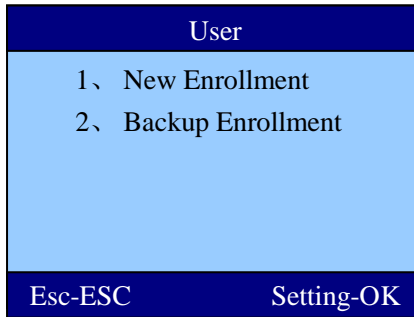 User
1、 New Enrollment
2、 Backup Enrollment
Esc-ESC Setting-OK